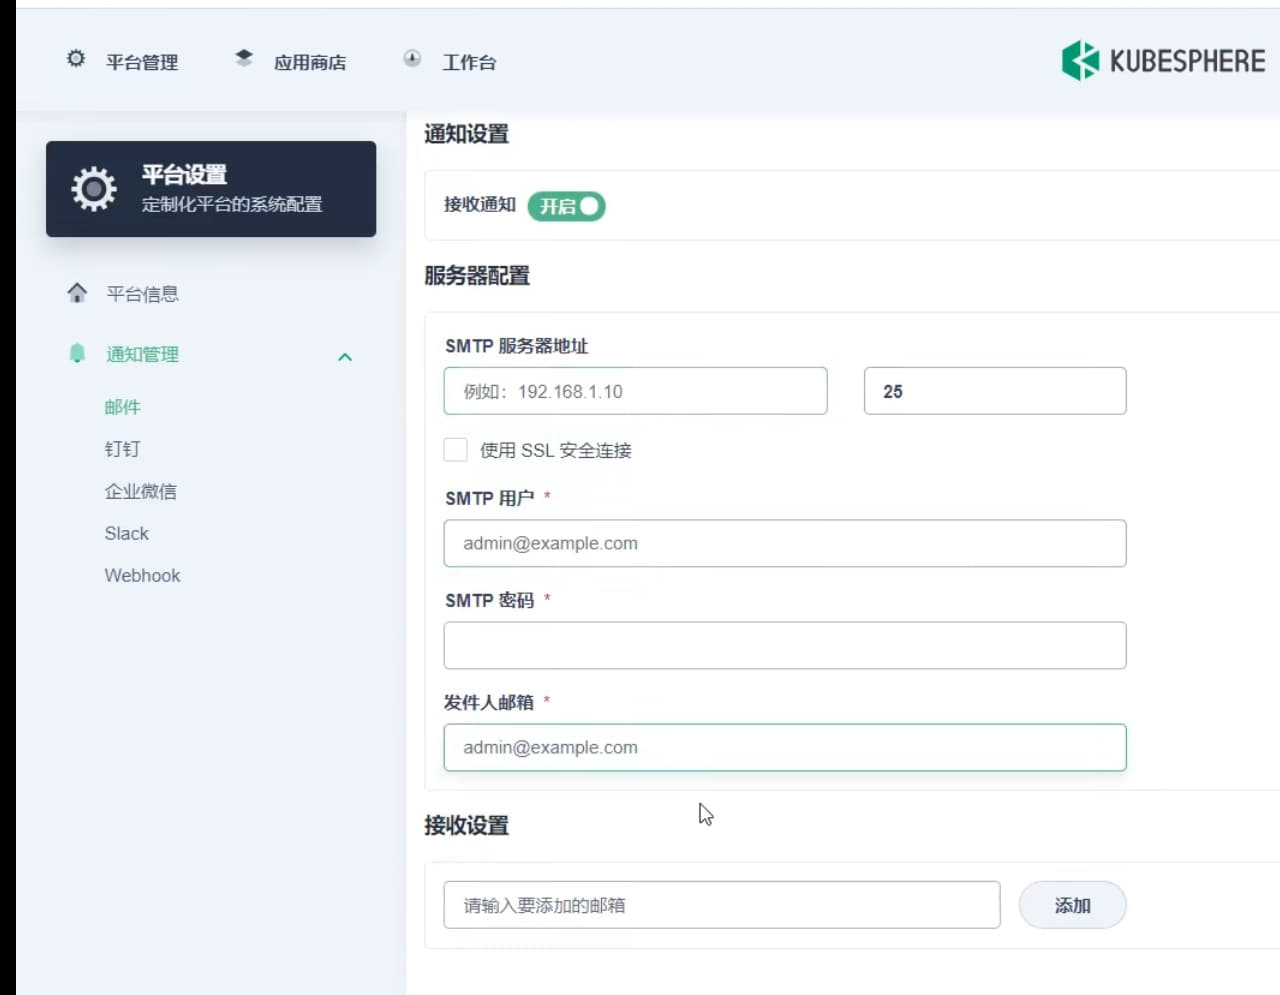 平台管理 应用商店 工作台 KUBESPHERE
平台设置
定制化平台的系统配置
平台信息
通知管理
邮件
钉钉
企业微信
Slack
Webhook
通知设置
接收通知 开启
服务器配置
SMTP 服务器地址
例如：192.168.1.10 25
使用 SSL 安全连接
SMTP 用户 *
admin@example.com
SMTP 密码 *
发件人邮箱 *
admin@example.com
接收设置
请输入要添加的邮箱 添加